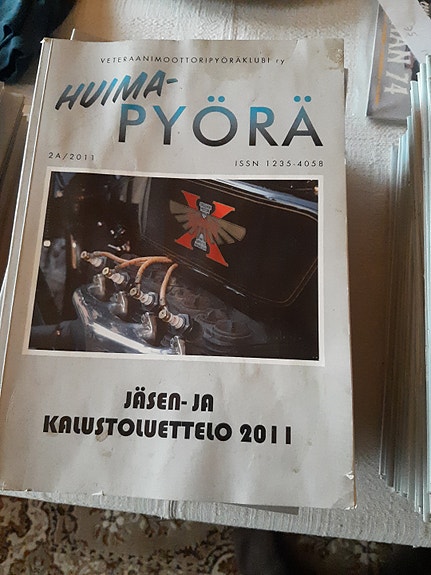 VETERAANIMOOTTORIPYÖRÄKLUBI ry
HUIMA-
PYÖRÄ
2A/2011
ISSN 1235-4058
X
JÄSEN- JA
KALUSTOLUETTELO 2011